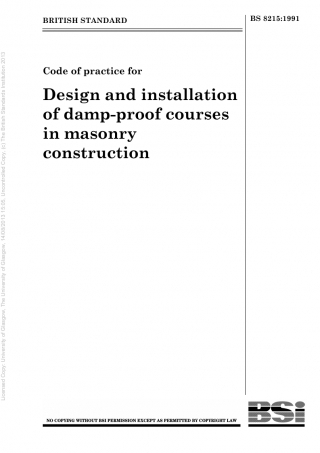 BRITISH STANDARD
BS 8215:1991
Code of practice for
Design and installation
of damp-proof courses
in masonry
construction
Licensed Copy: University of Glasgow, The University of Glasgow, 14/03/2013 15:05, Uncontrolled Copy, (c) The British Standards Institution 2013
NO COPYING WITHOUT BSI PERMISSION EXCEPT AS PERMITTED BY COPYRIGHT LAW
BSi